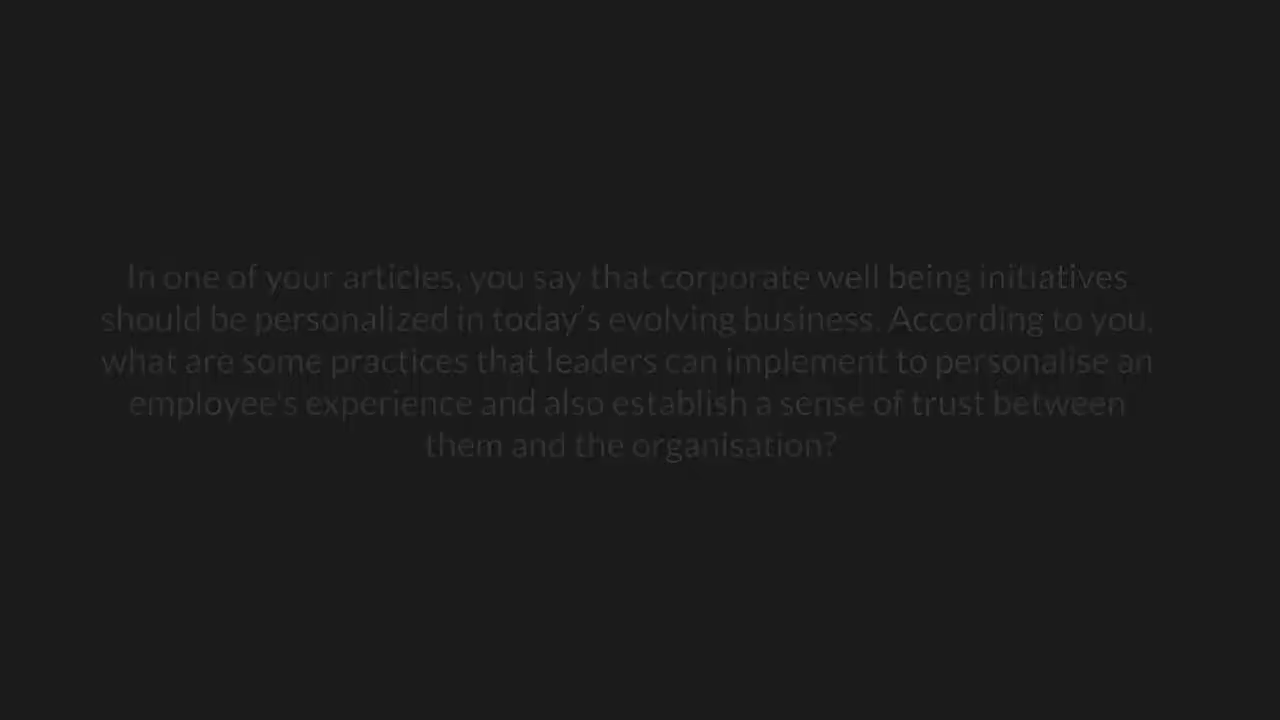 In one of your articles, you say that corporate well being initiatives
should be personalized in today's evolving business. According to you,
what are some practices that leaders can implement to personalise an
employee's experience and also establish a sense of trust between
them and the organisation?